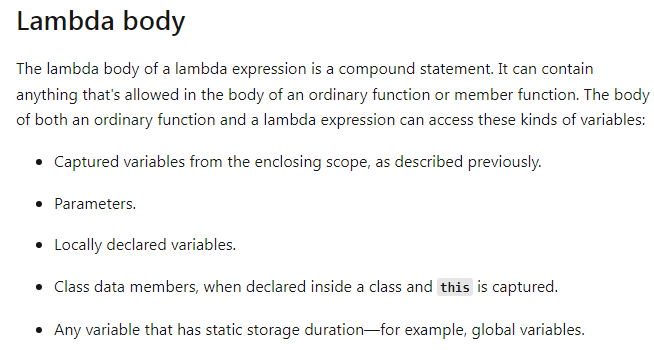 Lambda body
The lambda body of a lambda expression is a compound statement. It can contain
anything that's allowed in the body of an ordinary function or member function. The body
of both an ordinary function and a lambda expression can access these kinds of variables:
• Captured variables from the enclosing scope, as described previously.
• Parameters.
• Locally declared variables.
• Class data members, when declared inside a class and this is captured.
• Any variable that has static storage duration—for example, global variables.